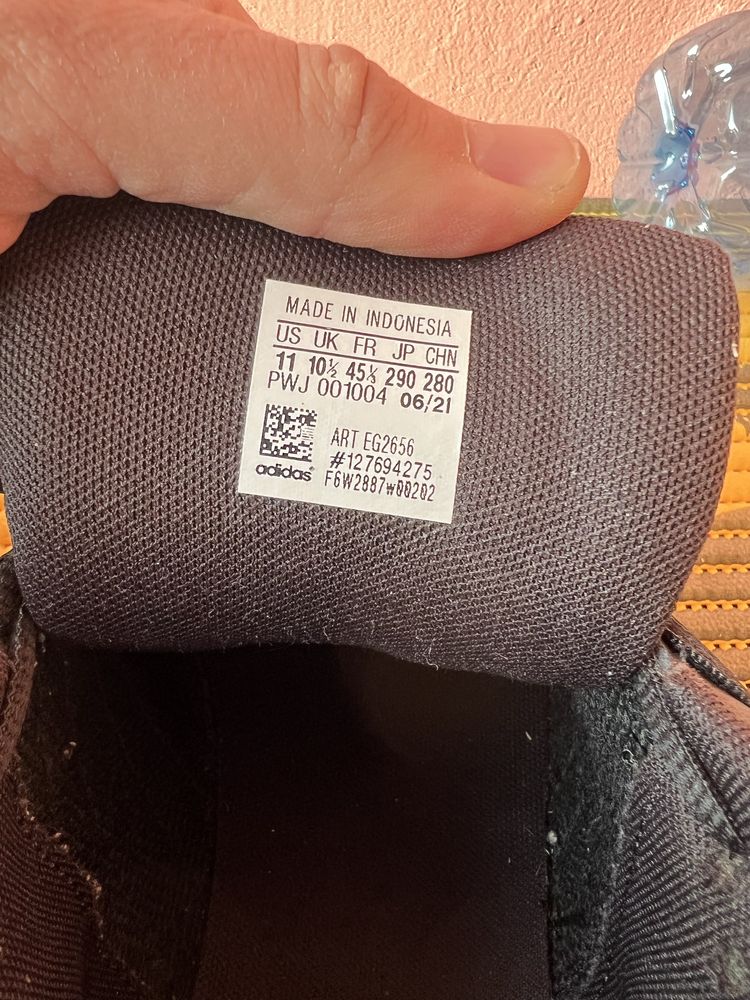 MADE IN INDONESIA
US UK FR JP CHN
11 10½ 45⅓ 290 280
PWJ 001004 06/21
ART EG2656
#127694275
adidas® F6W2887w00202